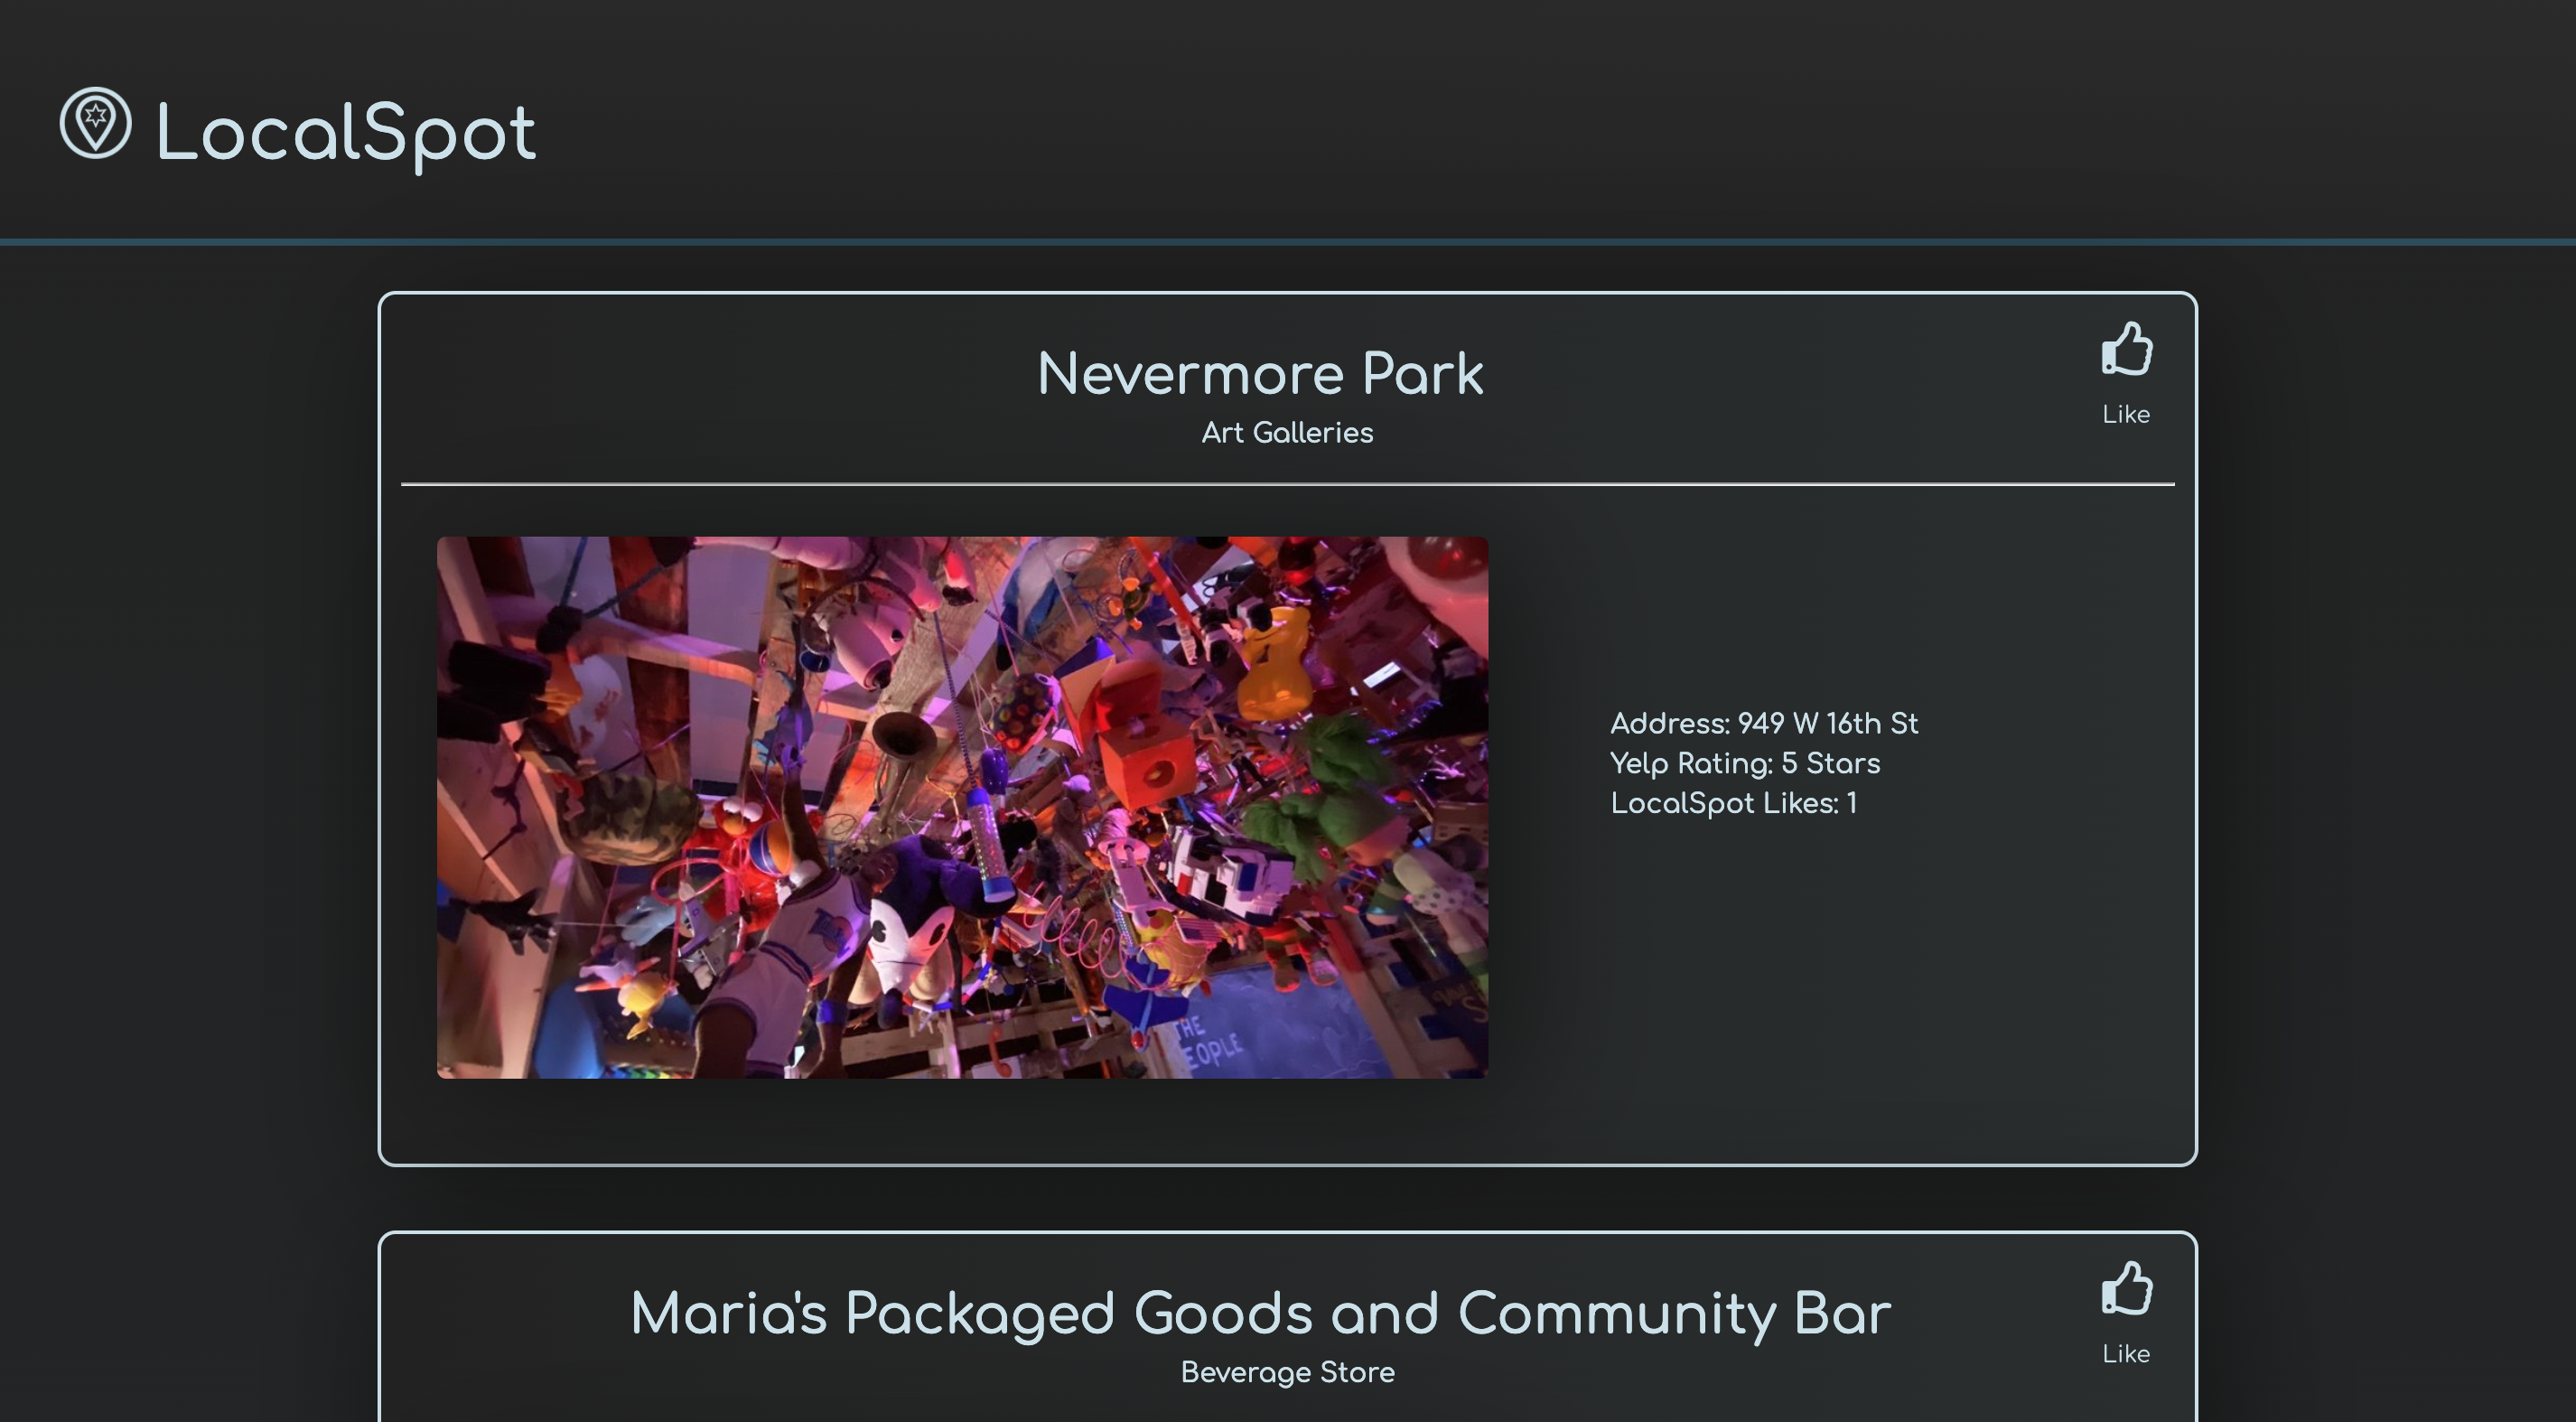 LocalSpot
Nevermore Park
Art Galleries
Like
Address: 949 W 16th St
Yelp Rating: 5 Stars
LocalSpot Likes: 1
THE
EOPLE
Maria's Packaged Goods and Community Bar
Beverage Store
Like